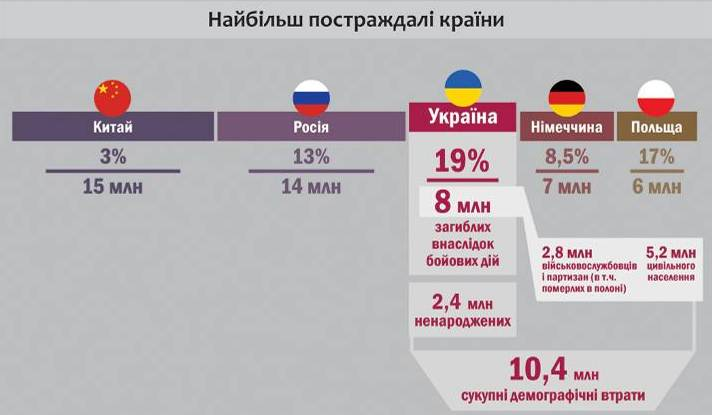 Найбільш постраждалі країни
Китай
3%
15 млн
Росія
13%
14 млн
Україна
19%
8 млн
загиблих
внаслідок
бойових дій
2,4 млн
ненароджених
Німеччина
8,5%
7 млн
Польща
17%
6 млн
2,8 млн
військовослужбовців
і партизан (в т.ч.
померлих в полоні)
5,2 млн
цивільного
населення
10,4 млн
сукупні демографічні втрати